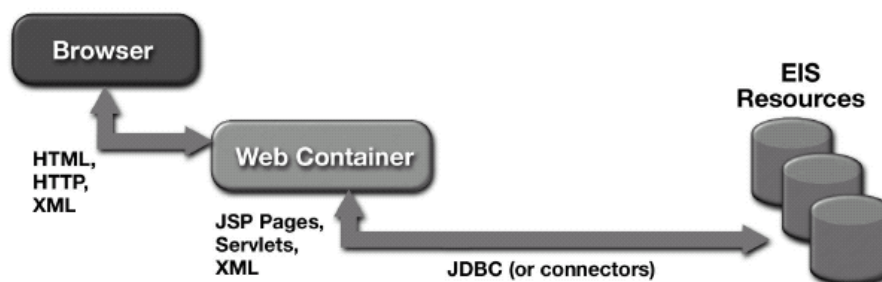 Browser
EIS
Resources
HTML,
HTTP,
XML
Web Container
JSP Pages,
Servlets,
XML
JDBC (or connectors)